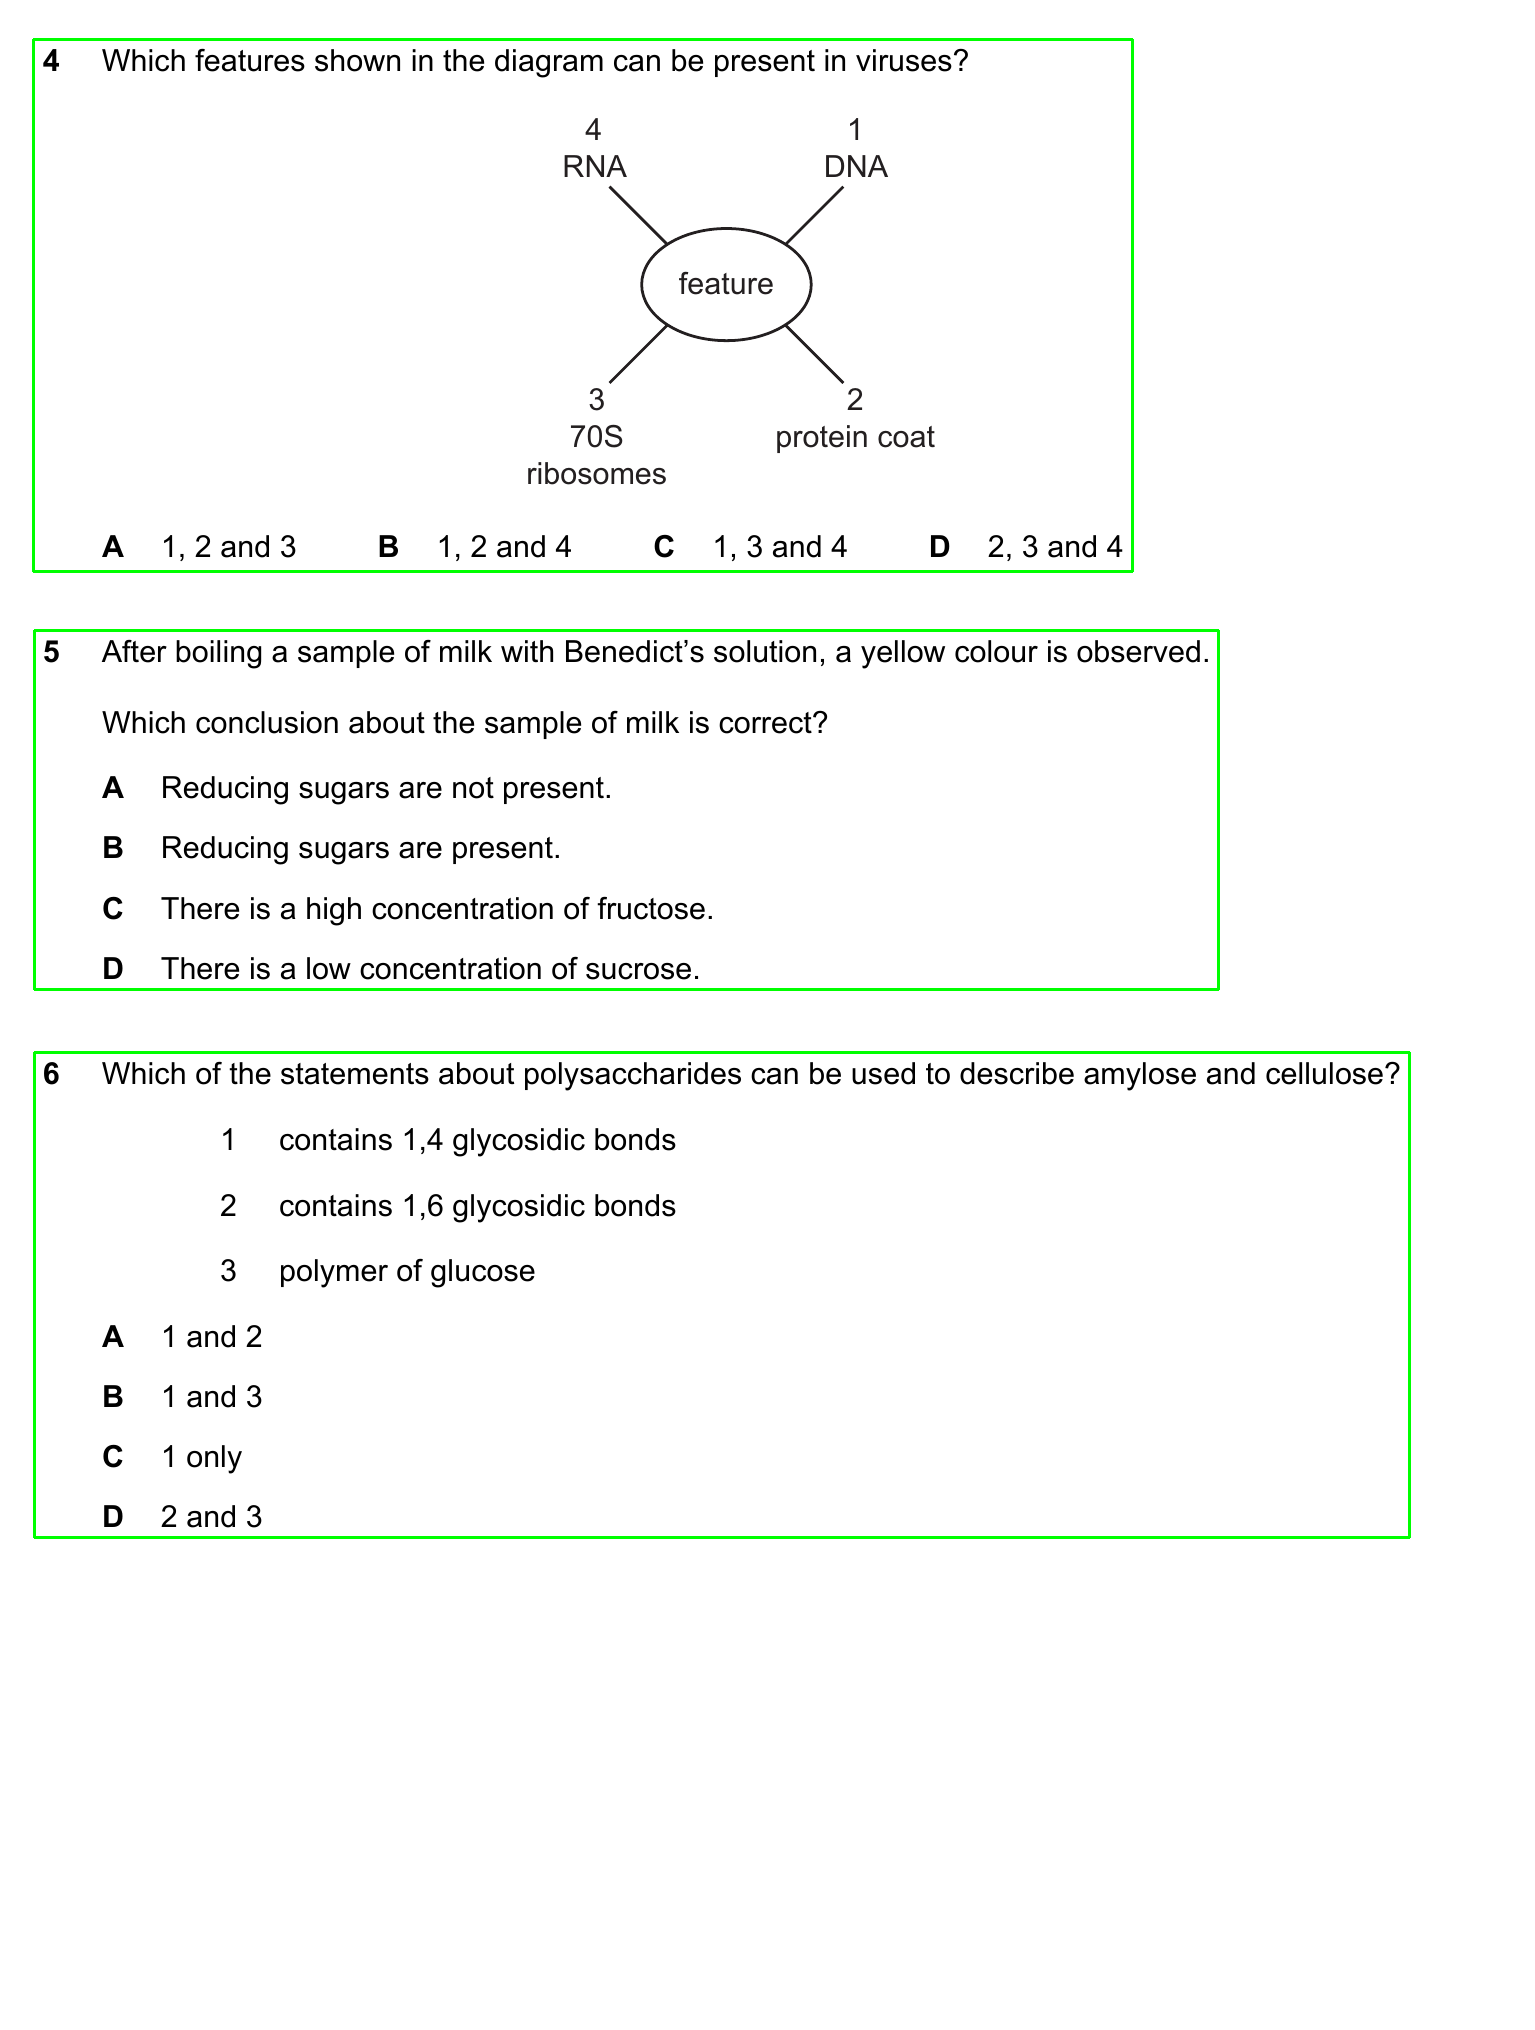 4 Which features shown in the diagram can be present in viruses?
4 1
RNA DNA
feature
3 2
70S protein coat
ribosomes
A 1, 2 and 3 B 1, 2 and 4 C 1, 3 and 4 D 2, 3 and 4
5 After boiling a sample of milk with Benedict’s solution, a yellow colour is observed.
Which conclusion about the sample of milk is correct?
A Reducing sugars are not present.
B Reducing sugars are present.
C There is a high concentration of fructose.
D There is a low concentration of sucrose.
6 Which of the statements about polysaccharides can be used to describe amylose and cellulose?
1 contains 1,4 glycosidic bonds
2 contains 1,6 glycosidic bonds
3 polymer of glucose
A 1 and 2
B 1 and 3
C 1 only
D 2 and 3